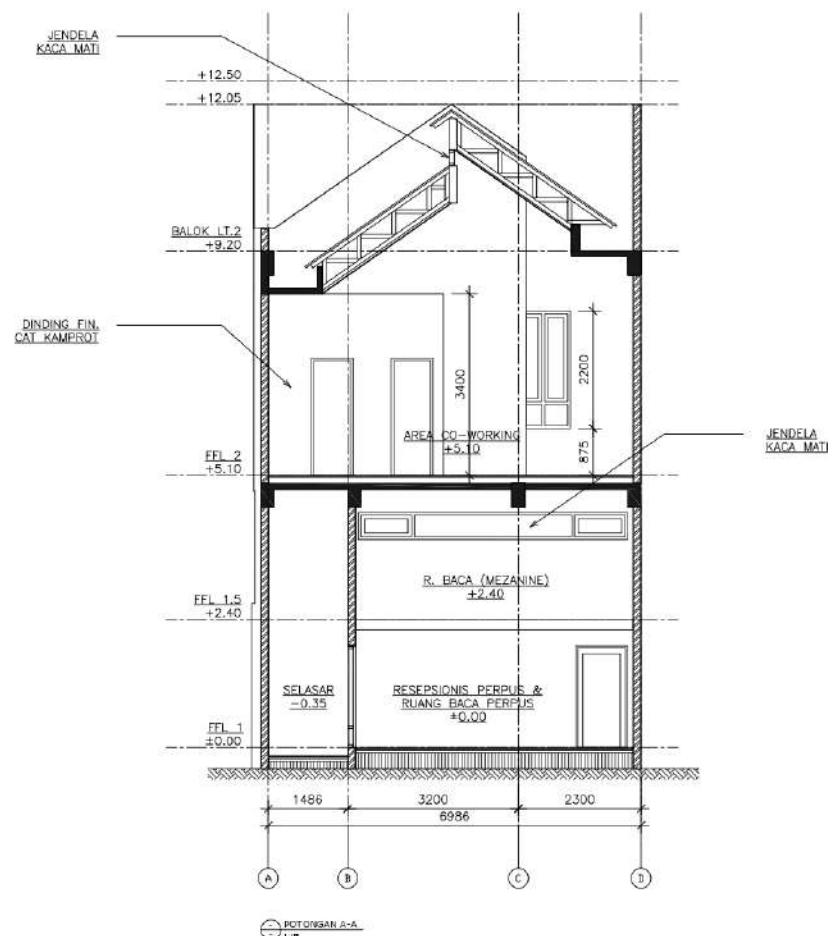 JENDELA
KACA MATI
+12.50
+12.05
BALOK LT.2
+9.20
DINDING FIN.
CAT KAMPROT
3400
2200
AREA CO-WORKING
+5.10
875
JENDELA
KACA MATI
FFL 2
+5.10
R. BACA (MEZANINE)
+2.40
FFL 1.5
+2.40
SELASAR
-0.35
RESEPSIONIS PERPUS &
RUANG BACA PERPUS
±0.00
FFL 1
±0.00
1486
3200
2300
6986
A
B
C
D
POTONGAN A-A